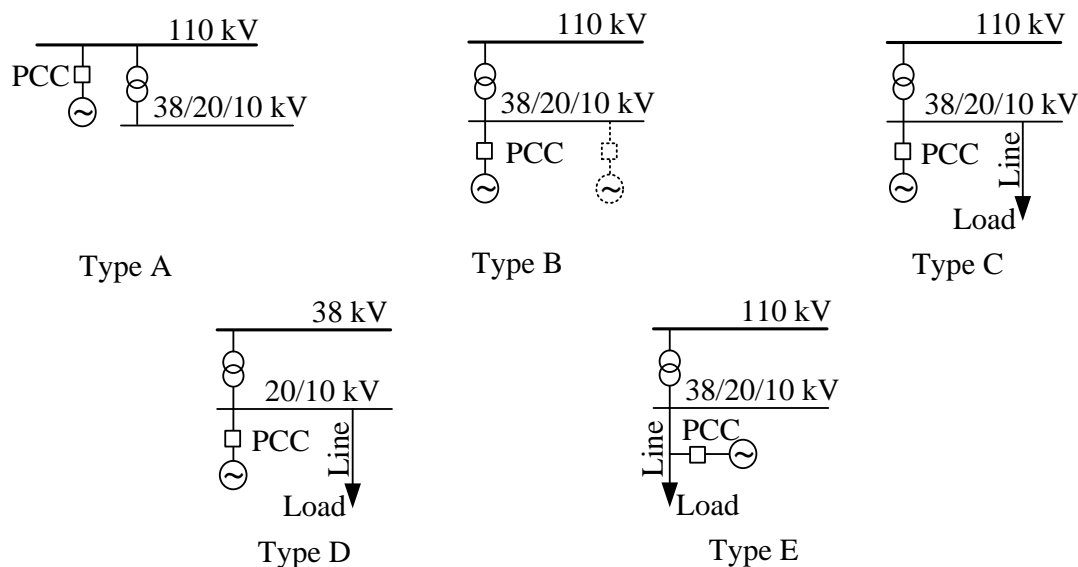 110 kV
PCC
38/20/10 kV
Type A
110 kV
38/20/10 kV
PCC
Type B
110 kV
38/20/10 kV
PCC
Line
Load
Type C
38 kV
20/10 kV
PCC
Line
Load
Type D
110 kV
38/20/10 kV
PCC
Line
Load
Type E